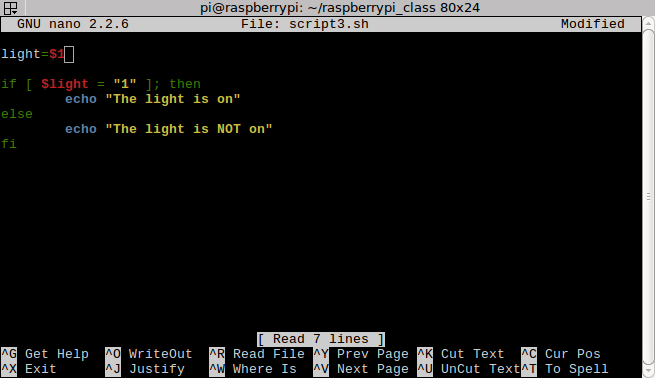 pi@raspberrypi: ~/raspberrypi_class 80x24
GNU nano 2.2.6 File: script3.sh Modified
light=$1
if [ $light = "1" ]; then
echo "The light is on"
else
echo "The light is NOT on"
fi
[ Read 7 lines ]
^G Get Help ^O WriteOut ^R Read File ^Y Prev Page ^K Cut Text ^C Cur Pos
^X Exit ^J Justify ^W Where Is ^V Next Page ^U UnCut Text ^T To Spell